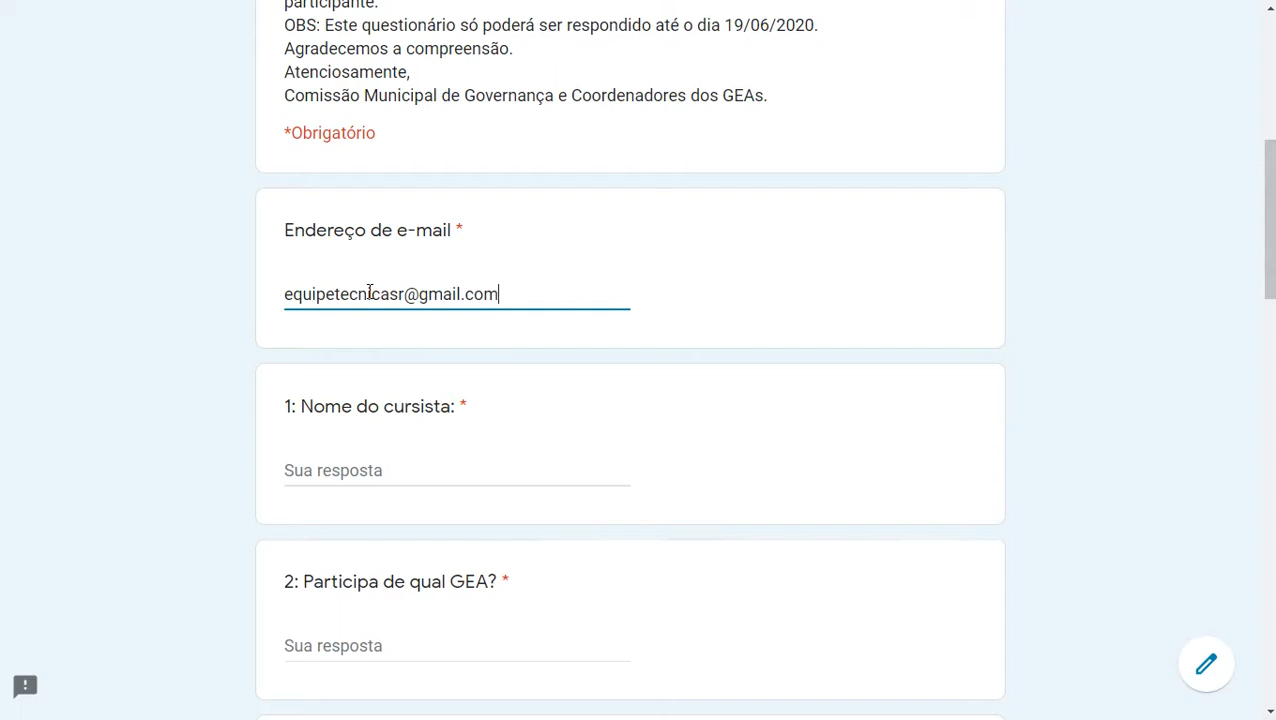 participante.
OBS: Este questionário só poderá ser respondido até o dia 19/06/2020.
Agradecemos a compreensão.
Atenciosamente,
Comissão Municipal de Governança e Coordenadores dos GEAs.
*Obrigatório
Endereço de e-mail *
equipetecnicasr@gmail.com
1: Nome do cursista: *
Sua resposta
2: Participa de qual GEA? *
Sua resposta